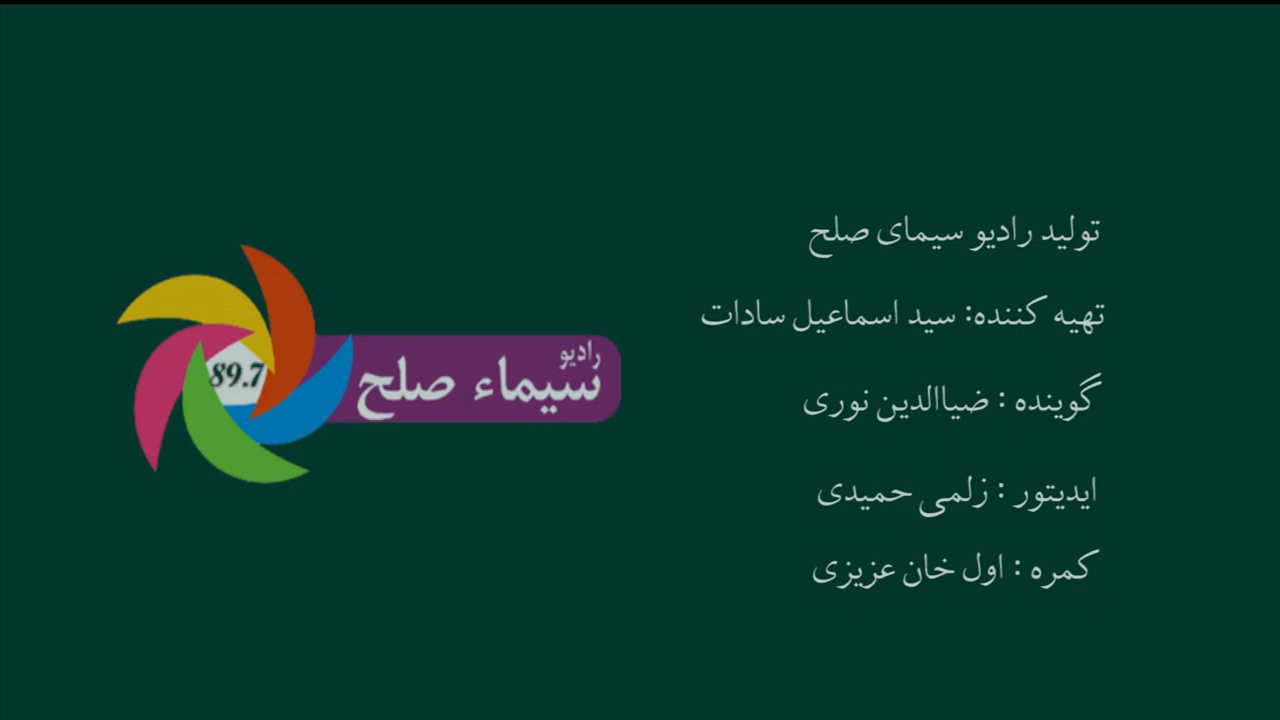 تولید رادیو سیمای صلح
تهیه کننده: سید اسماعیل سادات
گوینده : ضیاالدین نوری
ایدیتور : زلمی حمیدی
کمره : اول خان عزیزی
رادیو
سیماء صلح
89.7